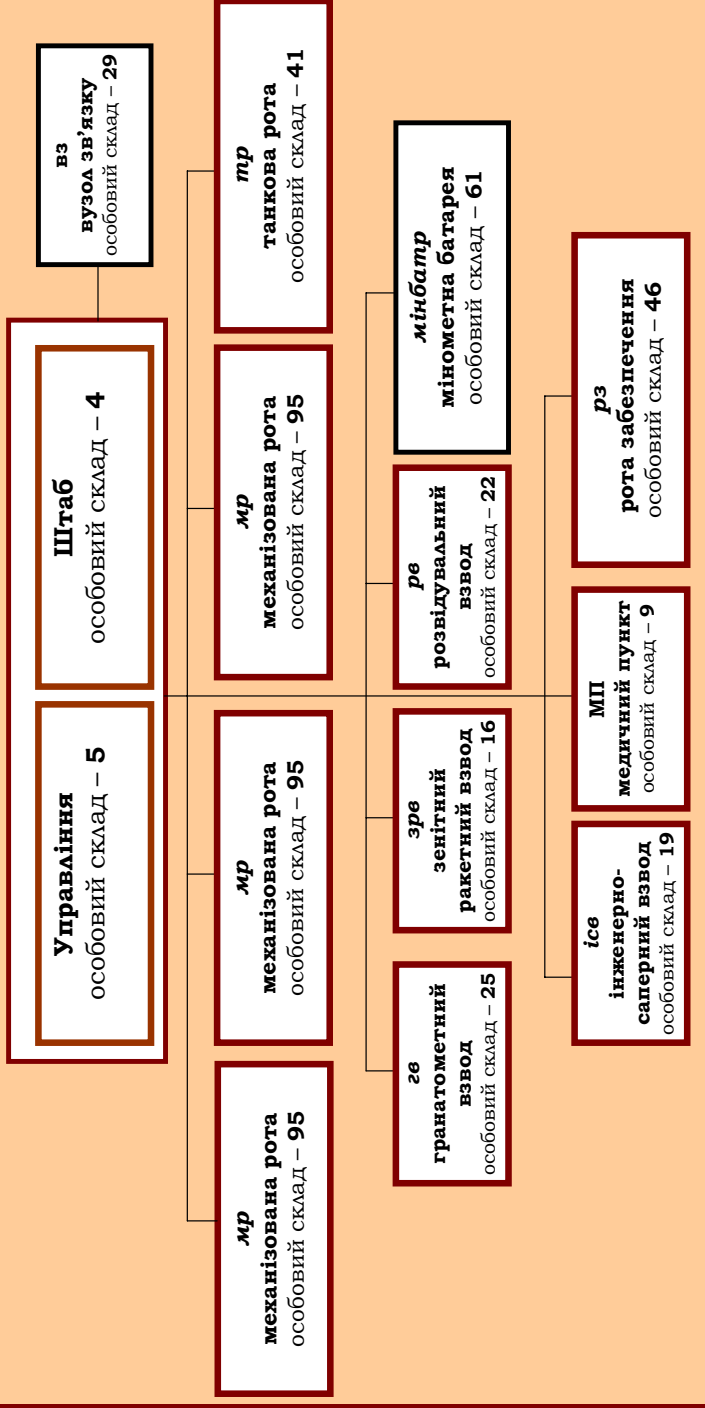 Управління
особовий склад – 5
Штаб
особовий склад – 4
вз
вузол зв’язку
особовий склад – 29
мр
механізована рота
особовий склад – 95
мр
механізована рота
особовий склад – 95
мр
механізована рота
особовий склад – 95
тр
танкова рота
особовий склад – 41
гв
гранатометний
взвод
особовий склад – 25
зрв
зенітний
ракетний взвод
особовий склад – 16
рв
розвідувальний
взвод
особовий склад – 22
мінбатр
мінометна батарея
особовий склад – 61
ісв
інженерно-
саперний взвод
особовий склад – 19
МП
медичний пункт
особовий склад – 9
рз
рота забезпечення
особовий склад – 46